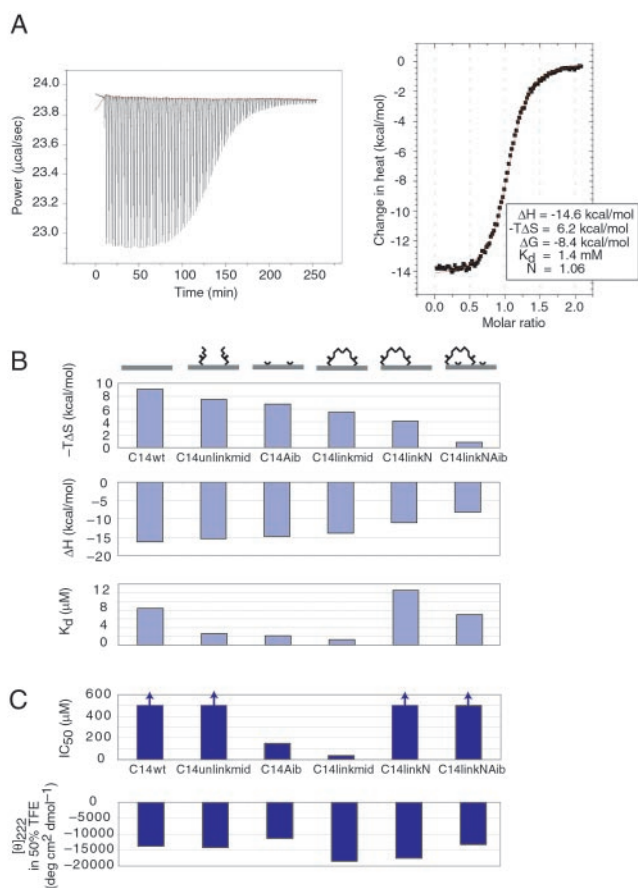 A
24.0
23.8
23.6
23.4
23.2
23.0
Power (μcal/sec)
0 50 100 150 200 250
Time (min)
0
-2
-4
-6
-8
-10
-12
-14
Change in heat (kcal/mol)
ΔH = -14.6 kcal/mol
-TΔS = 6.2 kcal/mol
ΔG = -8.4 kcal/mol
Kd = 1.4 mM
N = 1.06
0.0 0.5 1.0 1.5 2.0
Molar ratio
B
–TΔS (kcal/mol)
10
8
6
4
2
0
C14wt C14unlinkmid C14Aib C14linkmid C14linkN C14linkNAib
ΔH (kcal/mol)
0
−5
−10
−15
−20
Kd (μM)
12
8
4
0
C
IC50 (μM)
600
400
200
0
C14wt C14unlinkmid C14Aib C14linkmid C14linkN C14linkNAib
[θ]222
in 50% TFE
(deg cm2 dmol−1)
0
−5000
−10000
−15000
−20000